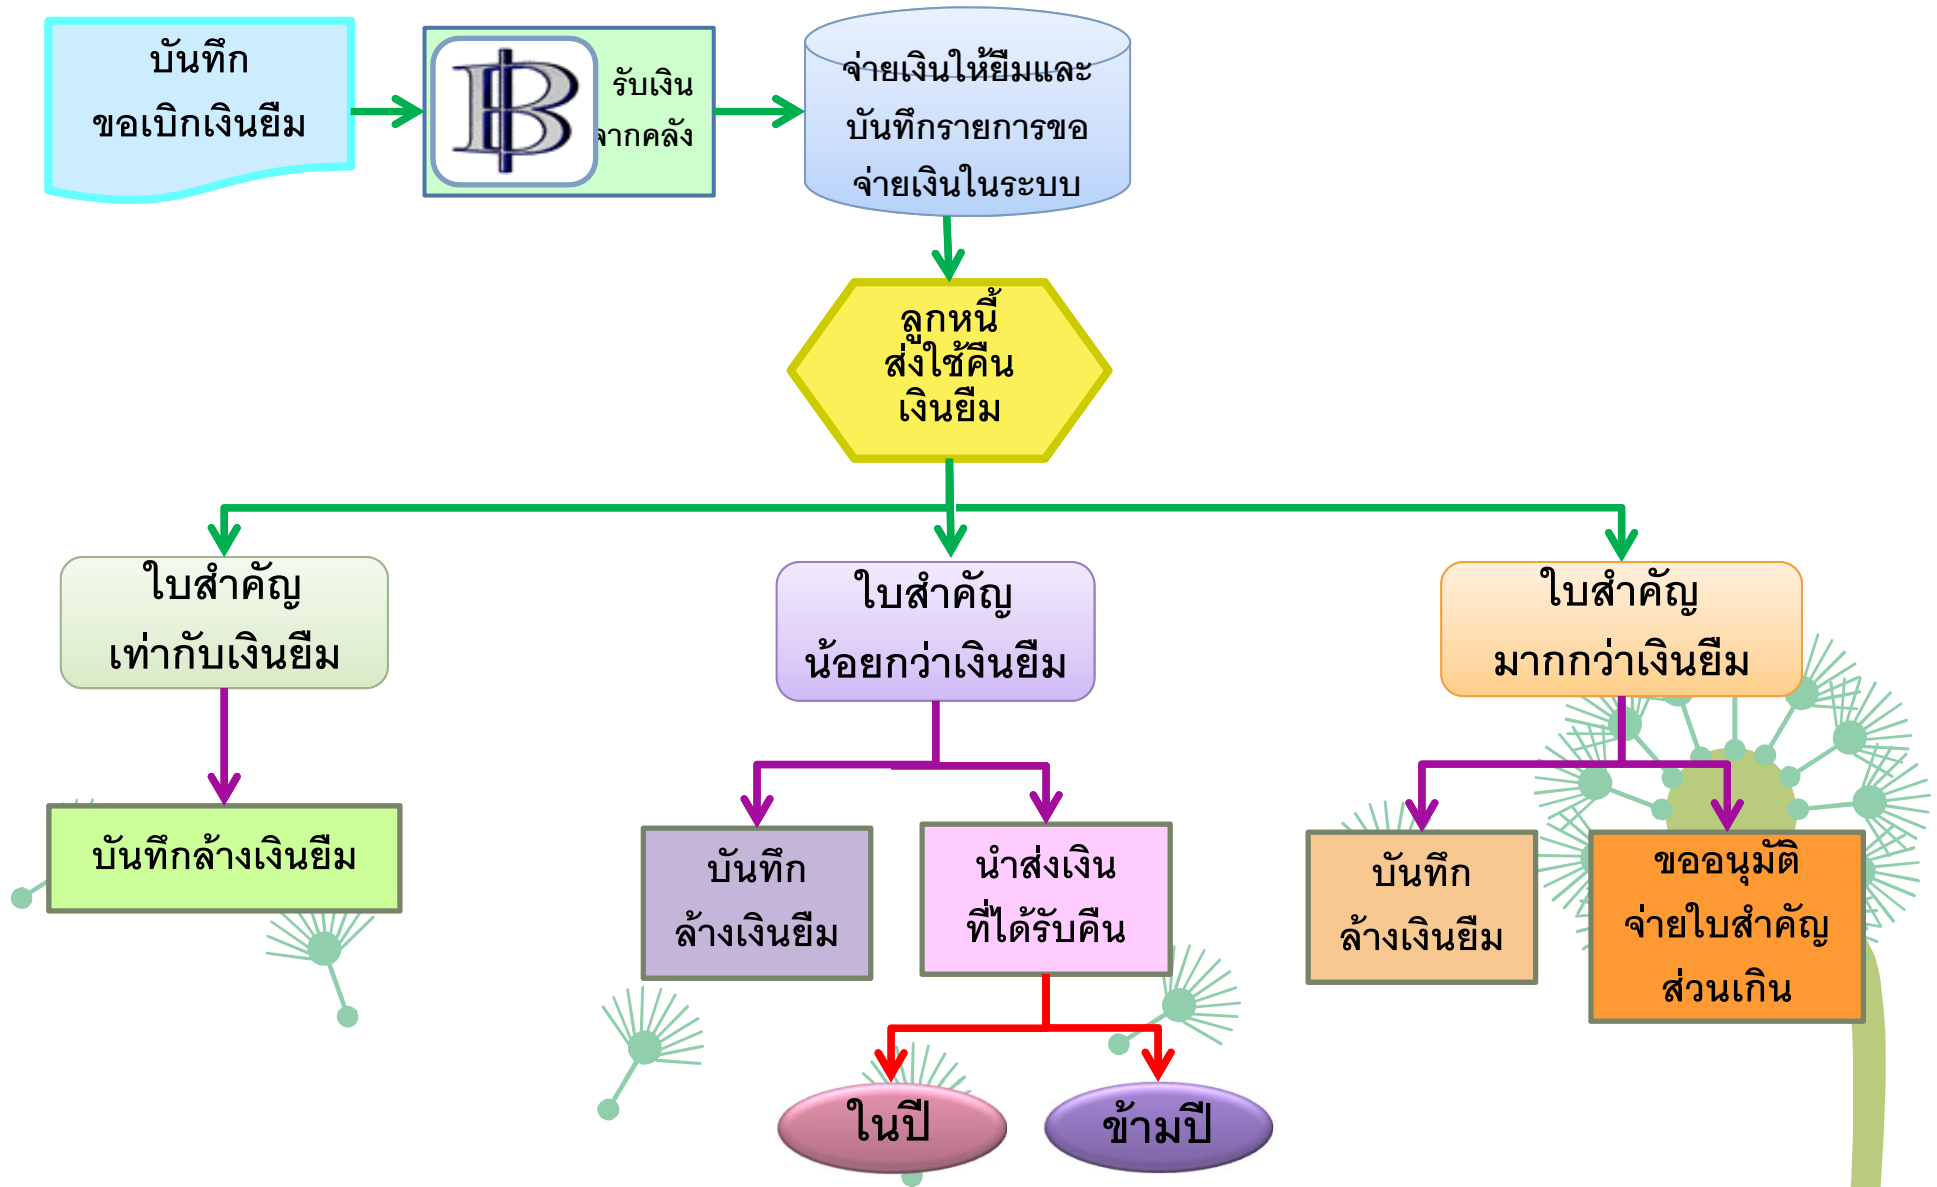 บันทึก
ขอเบิกเงินยืม
รับเงิน
จากคลัง
จ่ายเงินให้ยืมและ
บันทึกรายการขอ
จ่ายเงินในระบบ
ลูกหนี้
ส่งใช้คืน
เงินยืม
ใบสำคัญ
เท่ากับเงินยืม
ใบสำคัญ
น้อยกว่าเงินยืม
ใบสำคัญ
มากกว่าเงินยืม
บันทึกล้างเงินยืม
บันทึก
ล้างเงินยืม
นำส่งเงิน
ที่ได้รับคืน
บันทึก
ล้างเงินยืม
ขออนุมัติ
จ่ายใบสำคัญ
ส่วนเกิน
ในปี
ข้ามปี